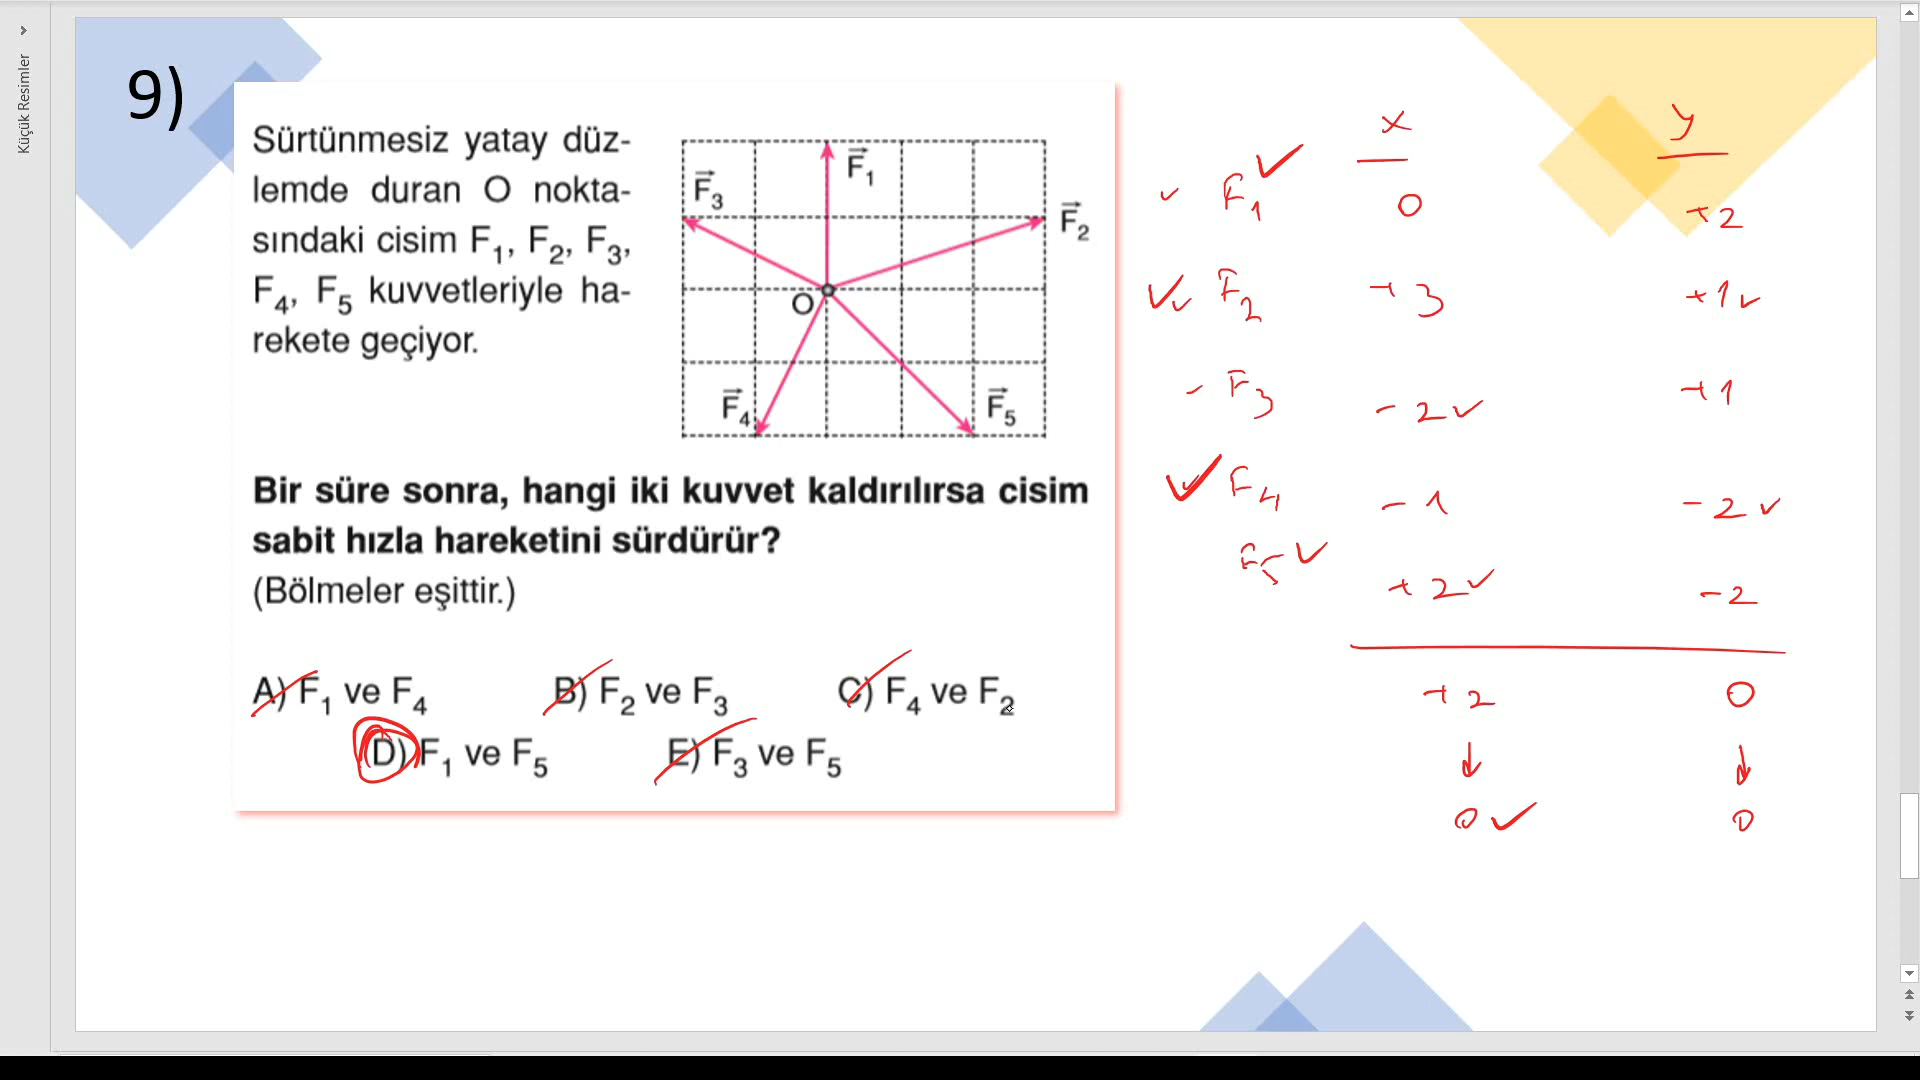 Küçük Resimler
9)
Sürtünmesiz yatay düz-
lemde duran O nokta-
sındaki cisim F1, F2, F3,
F4, F5 kuvvetleriyle ha-
rekete geçiyor.
F1
F3
F2
O
F4
F5
Bir süre sonra, hangi iki kuvvet kaldırılırsa cisim
sabit hızla hareketini sürdürür?
(Bölmeler eşittir.)
A) F1 ve F4 B) F2 ve F3 C) F4 ve F2
D) F1 ve F5 E) F3 ve F5
x y
F1 0 +2
F2 +3 +1
F3 -2 +1
F4 -1 -2
F5 +2 -2
+2 0
0 0